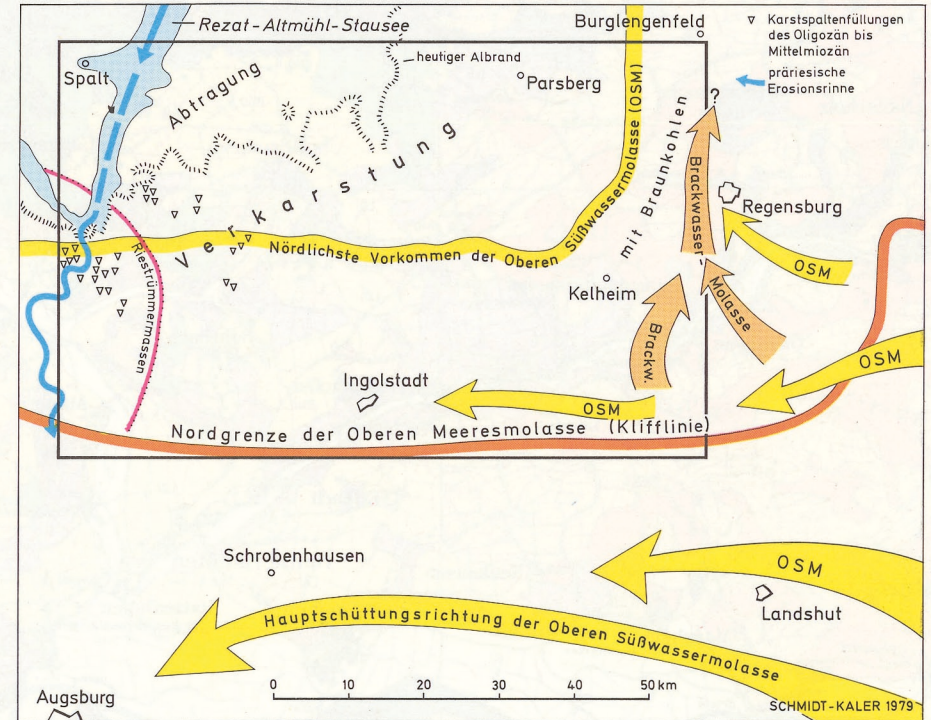 Rezat-Altmühl-Stausee
Burglengenfeld
Karstspaltenfüllungen
des Oligozän bis
Mittelmiozän
präriesische
Erosionsrinne
Spalt
Abtragung
heutiger Albrand
Parsberg
Verkarstung
Nördlichste Vorkommen der Oberen Süßwassermolasse (OSM)
mit Braunkohlen
?
Brackwasser-
Molasse
Regensburg
OSM
Kelheim
Brackw.
Riestrümmermassen
OSM
Ingolstadt
OSM
Nordgrenze der Oberen Meeresmolasse (Klifflinie)
Schrobenhausen
OSM
Landshut
Hauptschüttungsrichtung der Oberen Süßwassermolasse
Augsburg
0 10 20 30 40 50 km
SCHMIDT-KALER 1979